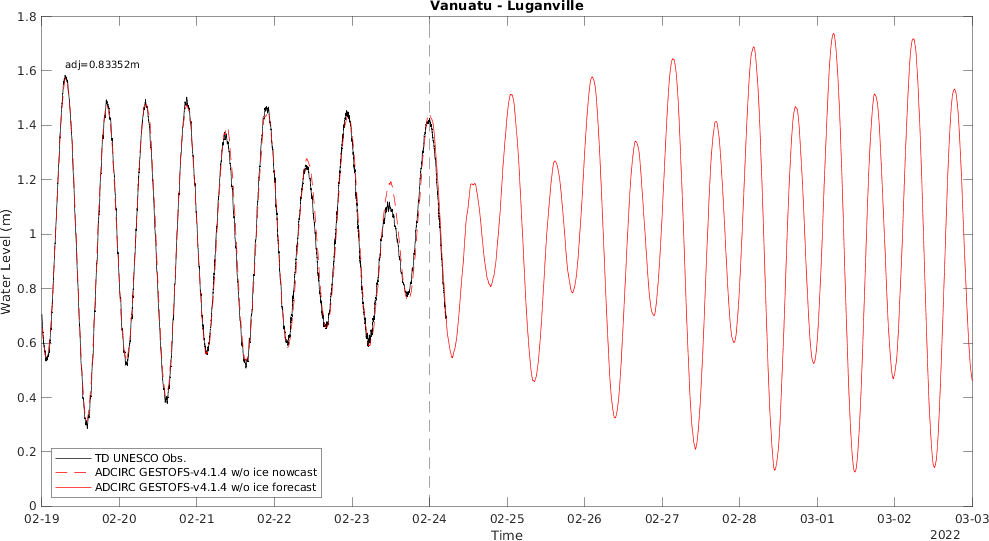 Vanuatu - Luganville
adj=0.83352m
Water Level (m)
1.8
1.6
1.4
1.2
1
0.8
0.6
0.4
0.2
0
TD UNESCO Obs.
ADCIRC GESTOFS-v4.1.4 w/o ice nowcast
ADCIRC GESTOFS-v4.1.4 w/o ice forecast
02-19 02-20 02-21 02-22 02-23 02-24 02-25 02-26 02-27 02-28 03-01 03-02 03-03
Time
2022